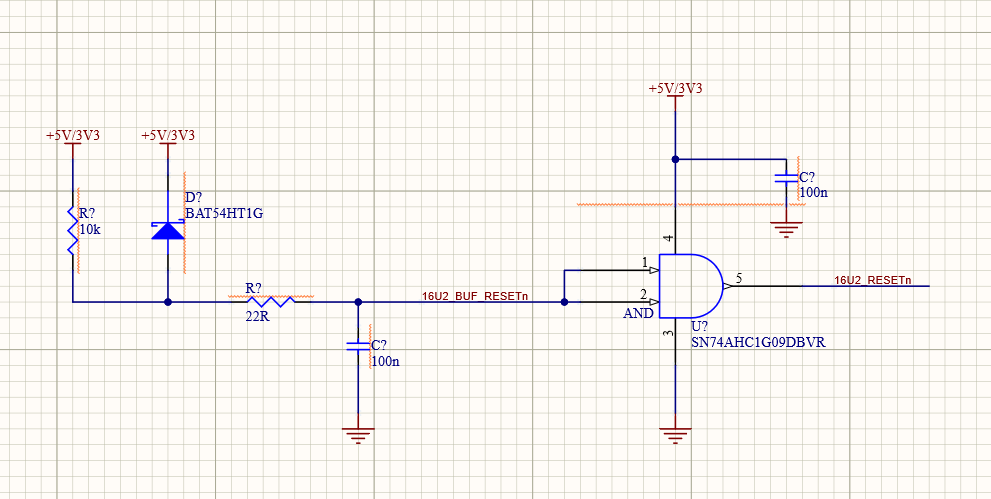 +5V/3V3
+5V/3V3
+5V/3V3
C?
100n
R?
10k
D?
BAT54HT1G
4
1
5
16U2_RESETn
R?
22R
16U2_BUF_RESETn
2
AND
3
U?
SN74AHC1G09DBVR
C?
100n